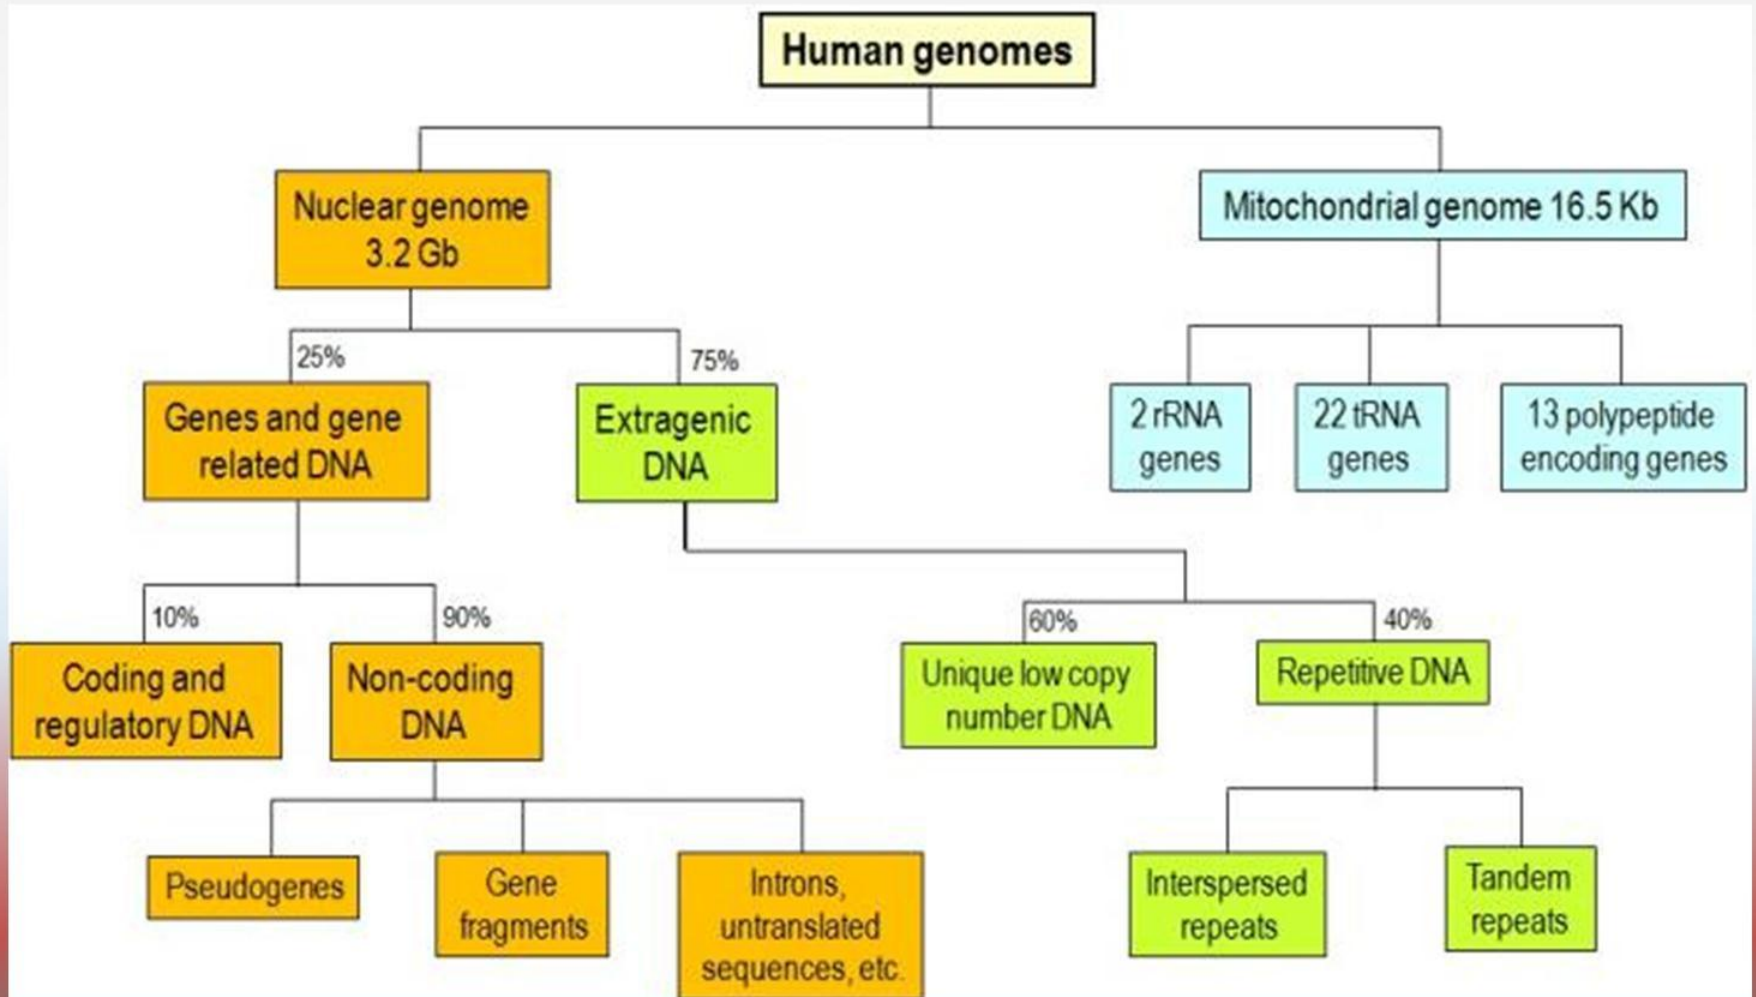 Human genomes
Nuclear genome
3.2 Gb
Mitochondrial genome 16.5 Kb
25%
75%
Genes and gene
related DNA
Extragenic
DNA
2 rRNA
genes
22 tRNA
genes
13 polypeptide
encoding genes
10%
90%
60%
40%
Coding and
regulatory DNA
Non-coding
DNA
Unique low copy
number DNA
Repetitive DNA
Pseudogenes
Gene
fragments
Introns,
untranslated
sequences, etc.
Interspersed
repeats
Tandem
repeats